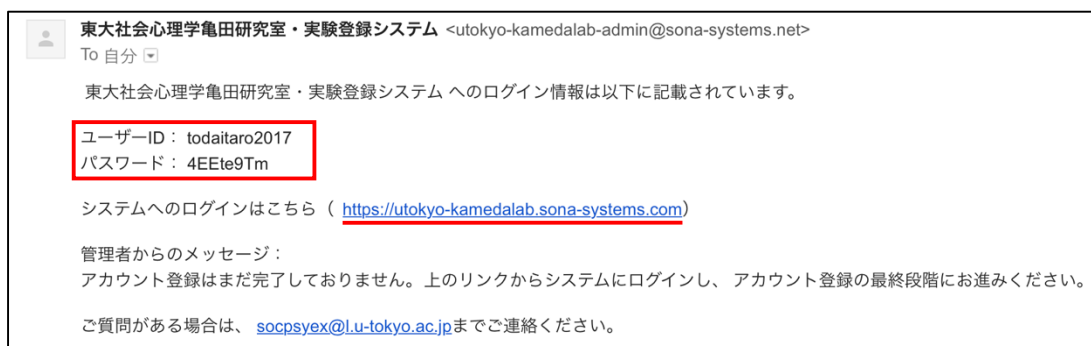 東大社会心理学亀田研究室・実験登録システム <utokyo-kamedalab-admin@sona-systems.net>
To 自分
東大社会心理学亀田研究室・実験登録システム へのログイン情報は以下に記載されています。
ユーザーID： todaitaro2017
パスワード： 4EEte9Tm
システムへのログインはこちら（ https://utokyo-kamedalab.sona-systems.com）
管理者からのメッセージ：
アカウント登録はまだ完了しておりません。上のリンクからシステムにログインし、 アカウント登録の最終段階にお進みください。
ご質問がある場合は、 socpsyex@l.u-tokyo.ac.jpまでご連絡ください。